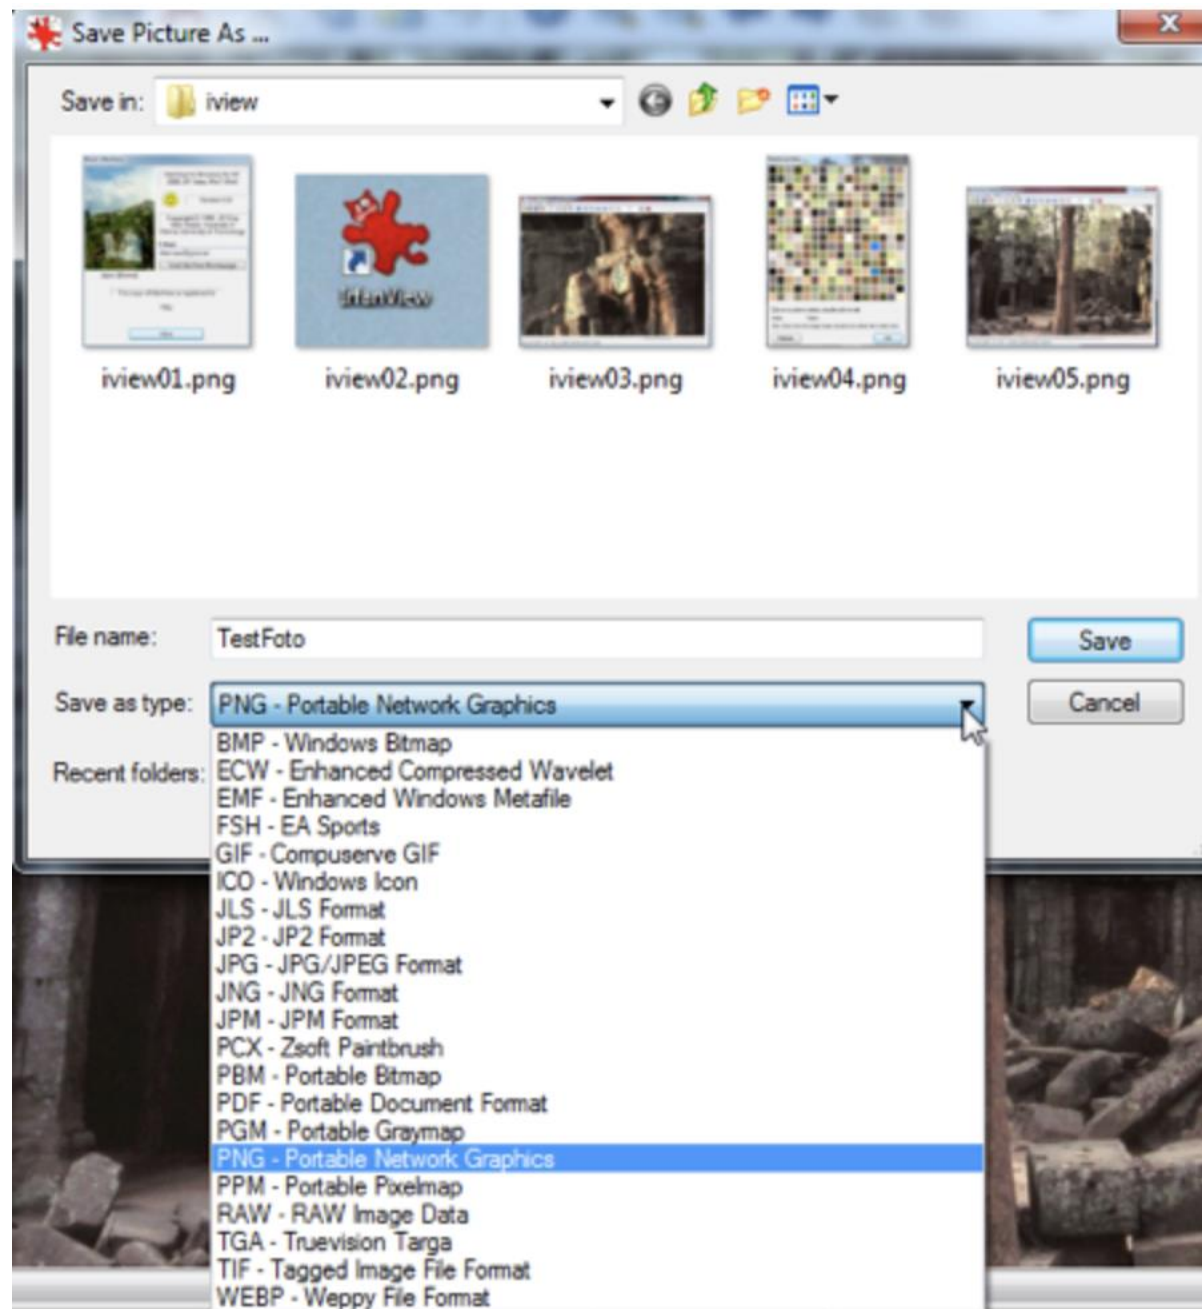 Save Picture As ...
Save in: iview
IrfanView
iview01.png iview02.png iview03.png iview04.png iview05.png
File name: TestFoto Save
Save as type: PNG - Portable Network Graphics Cancel
Recent folders:
BMP - Windows Bitmap
ECW - Enhanced Compressed Wavelet
EMF - Enhanced Windows Metafile
FSH - EA Sports
GIF - Compuserve GIF
ICO - Windows Icon
JLS - JLS Format
JP2 - JP2 Format
JPG - JPG/JPEG Format
JNG - JNG Format
JPM - JPM Format
PCX - Zsoft Paintbrush
PBM - Portable Bitmap
PDF - Portable Document Format
PGM - Portable Graymap
PNG - Portable Network Graphics
PPM - Portable Pixelmap
RAW - RAW Image Data
TGA - Truevision Targa
TIF - Tagged Image File Format
WEBP - Weppy File Format